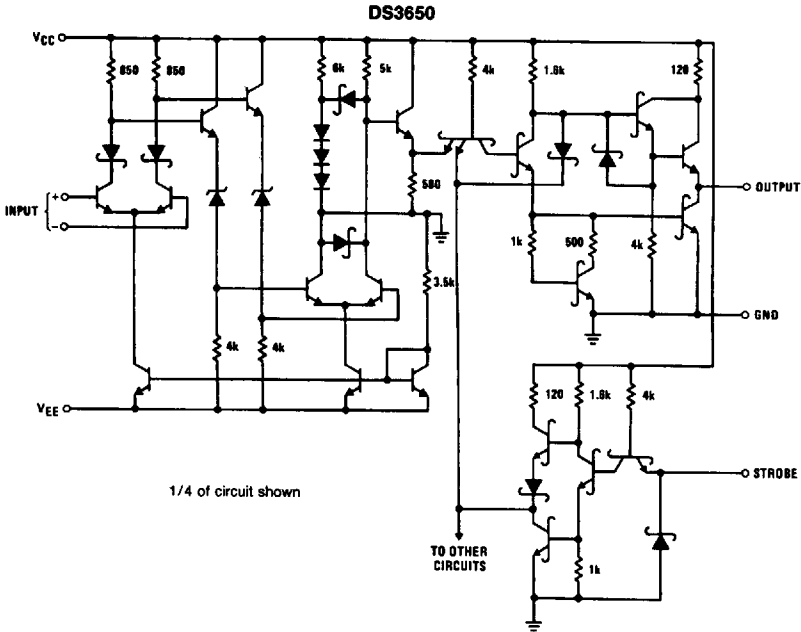 DS3650
VCC
850
850
6k
5k
4k
1.6k
120
580
INPUT
+
−
OUTPUT
1k
500
4k
3.5k
GND
4k
4k
VEE
120
1.6k
4k
STROBE
1/4 of circuit shown
TO OTHER
CIRCUITS
1k